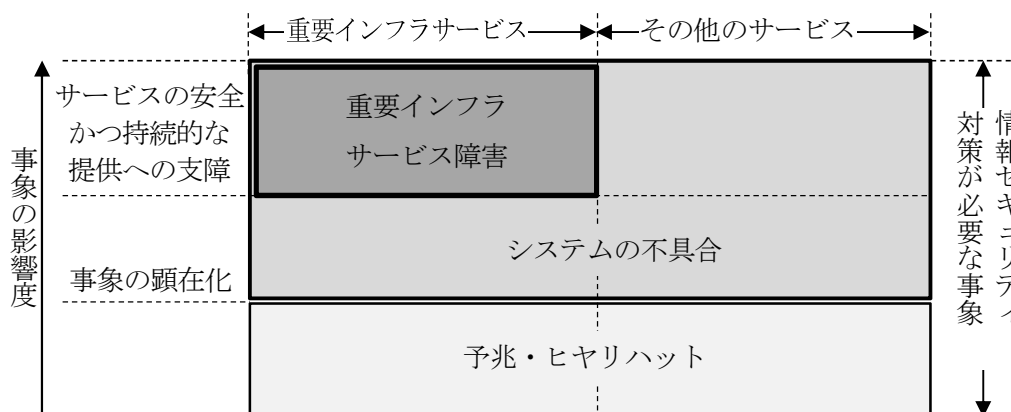 重要インフラサービス
その他のサービス
サービスの安全
かつ持続的な
提供への支障
重要インフラ
サービス障害
事象の影響度
システムの不具合
事象の顕在化
予兆・ヒヤリハット
情報セキュリティ
対策が必要な事象